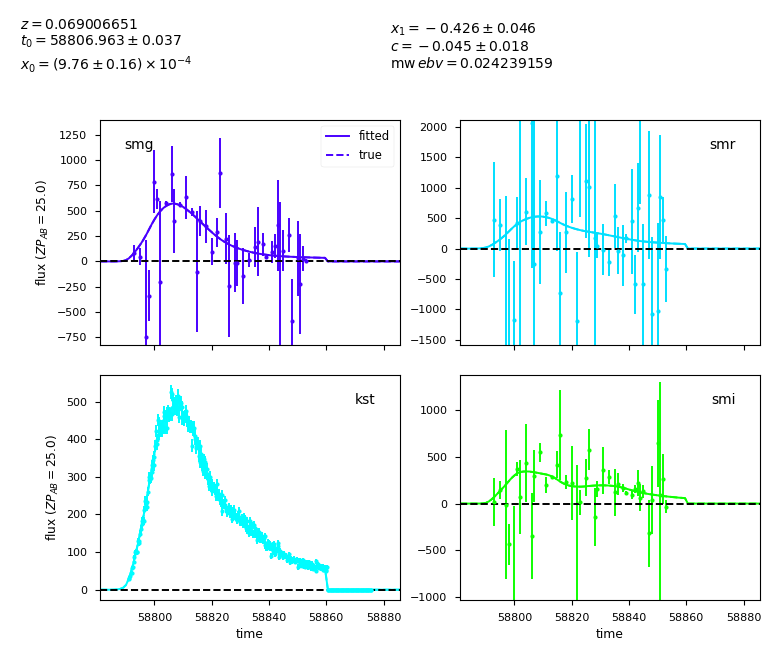 z = 0.069006651
t₀ = 58806.963 ± 0.037
x₀ = (9.76 ± 0.16) × 10⁻⁴
x₁ = −0.426 ± 0.046
c = −0.045 ± 0.018
mw ebv = 0.024239159
smg
fitted
true
1250
1000
750
500
250
0
−250
−500
−750
flux (ZP_AB = 25.0)
smr
2000
1500
1000
500
0
−500
−1000
−1500
kst
500
400
300
200
100
0
flux (ZP_AB = 25.0)
58800 58820 58840 58860 58880
time
smi
1000
500
0
−500
−1000
58800 58820 58840 58860 58880
time